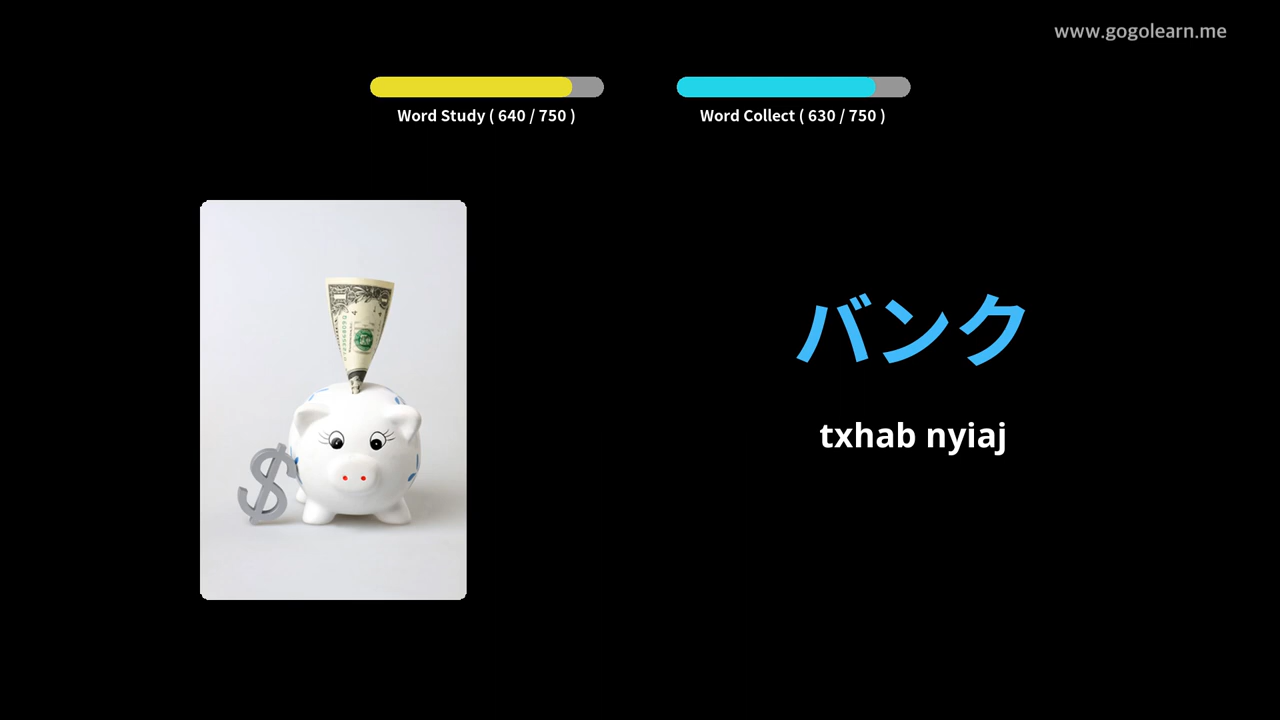 www.gogolearn.me
Word Study ( 640 / 750 )
Word Collect ( 630 / 750 )
バンク
txhab nyiaj
$